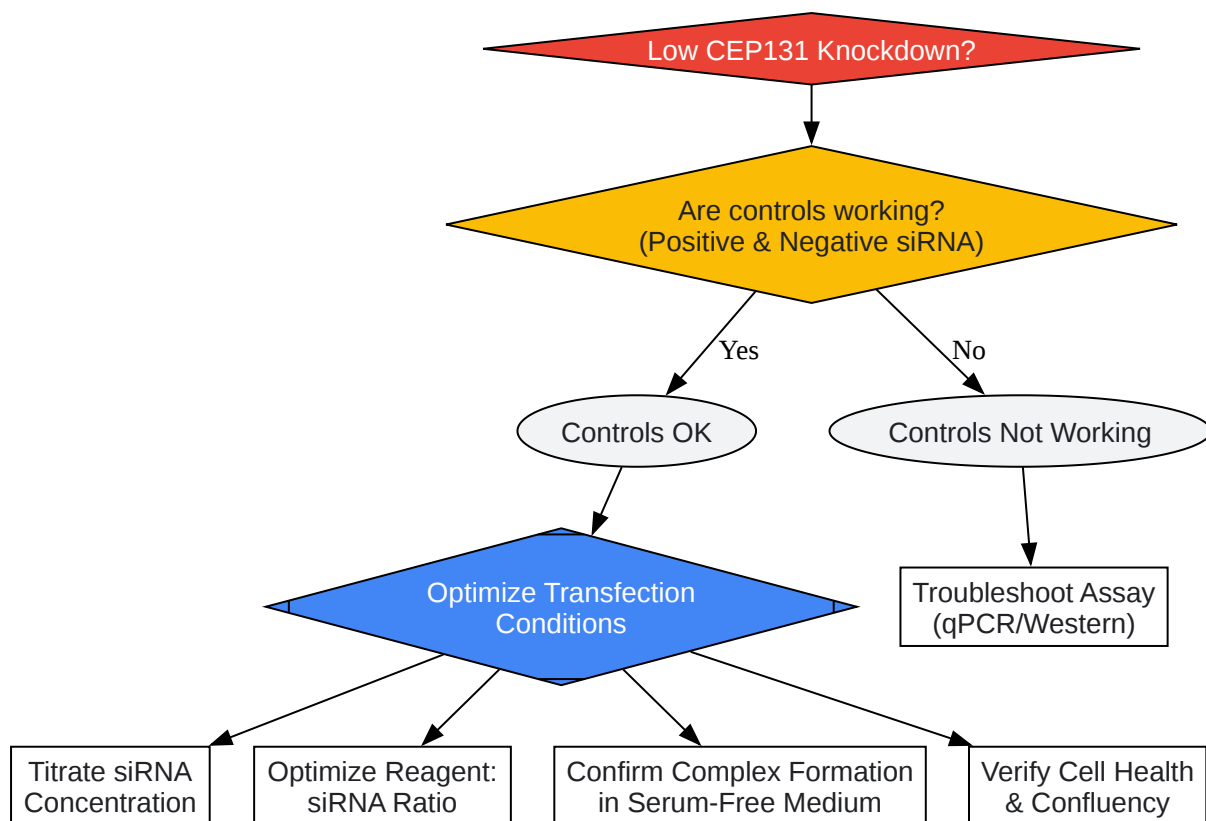 Low CEP131 Knockdown?
Are controls working?
(Positive & Negative siRNA)
Yes
No
Controls OK
Controls Not Working
Optimize Transfection
Conditions
Troubleshoot Assay
(qPCR/Western)
Titrate siRNA
Concentration
Optimize Reagent:
siRNA Ratio
Confirm Complex Formation
in Serum-Free Medium
Verify Cell Health
& Confluency